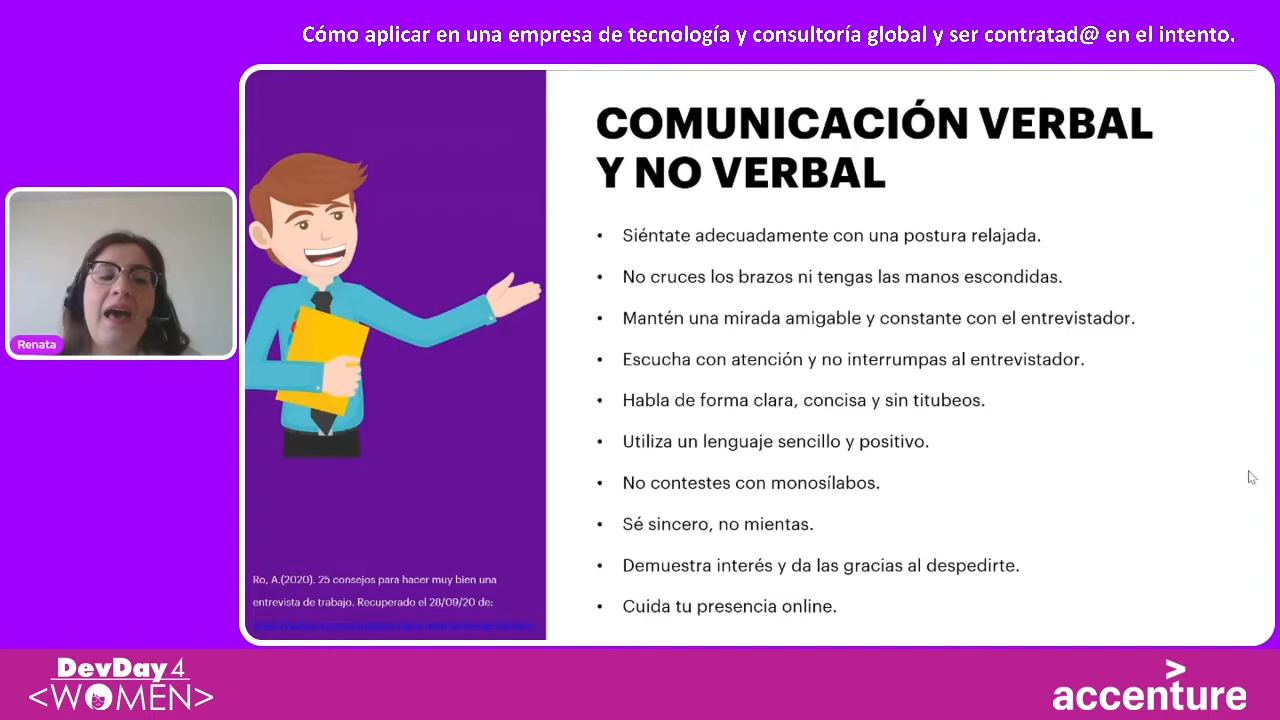 Cómo aplicar en una empresa de tecnología y consultoría global y ser contratad@ en el intento.
COMUNICACIÓN VERBAL
Y NO VERBAL
• Siéntate adecuadamente con una postura relajada.
• No cruces los brazos ni tengas las manos escondidas.
• Mantén una mirada amigable y constante con el entrevistador.
• Escucha con atención y no interrumpas al entrevistador.
• Habla de forma clara, concisa y sin titubeos.
• Utiliza un lenguaje sencillo y positivo.
• No contestes con monosílabos.
• Sé sincero, no mientas.
• Demuestra interés y da las gracias al despedirte.
• Cuida tu presencia online.
Renata
Ro, A.(2020). 25 consejos para hacer muy bien una
entrevista de trabajo. Recuperado el 28/09/20 de:
DevDay4
<WOMEN>
accenture